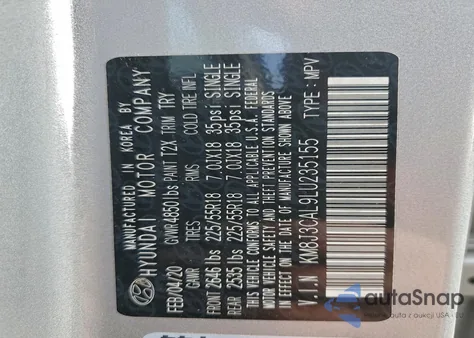 MANUFACTURED IN KOREA BY
HYUNDAI MOTOR COMPANY
FEB/04/20 GVWR4850lbs PAINT T2X TRIM TRY
GAWR TIRES RIMS COLD TIRE INFL
FRONT 2646 lbs 225/55R18 7.0JX18 35psi SINGLE
REAR 2535 lbs 225/55R18 7.0JX18 35psi SINGLE
THIS VEHICLE CONFORMS TO ALL APPLICABLE U.S.A. FEDERAL
MOTOR VEHICLE SAFETY AND THEFT PREVENTION STANDARDS
IN EFFECT ON THE DATE OF MANUFACTURE SHOWN ABOVE
V.I.N KM8J3CAL9LU235155 TYPE : MPV
autoSnap